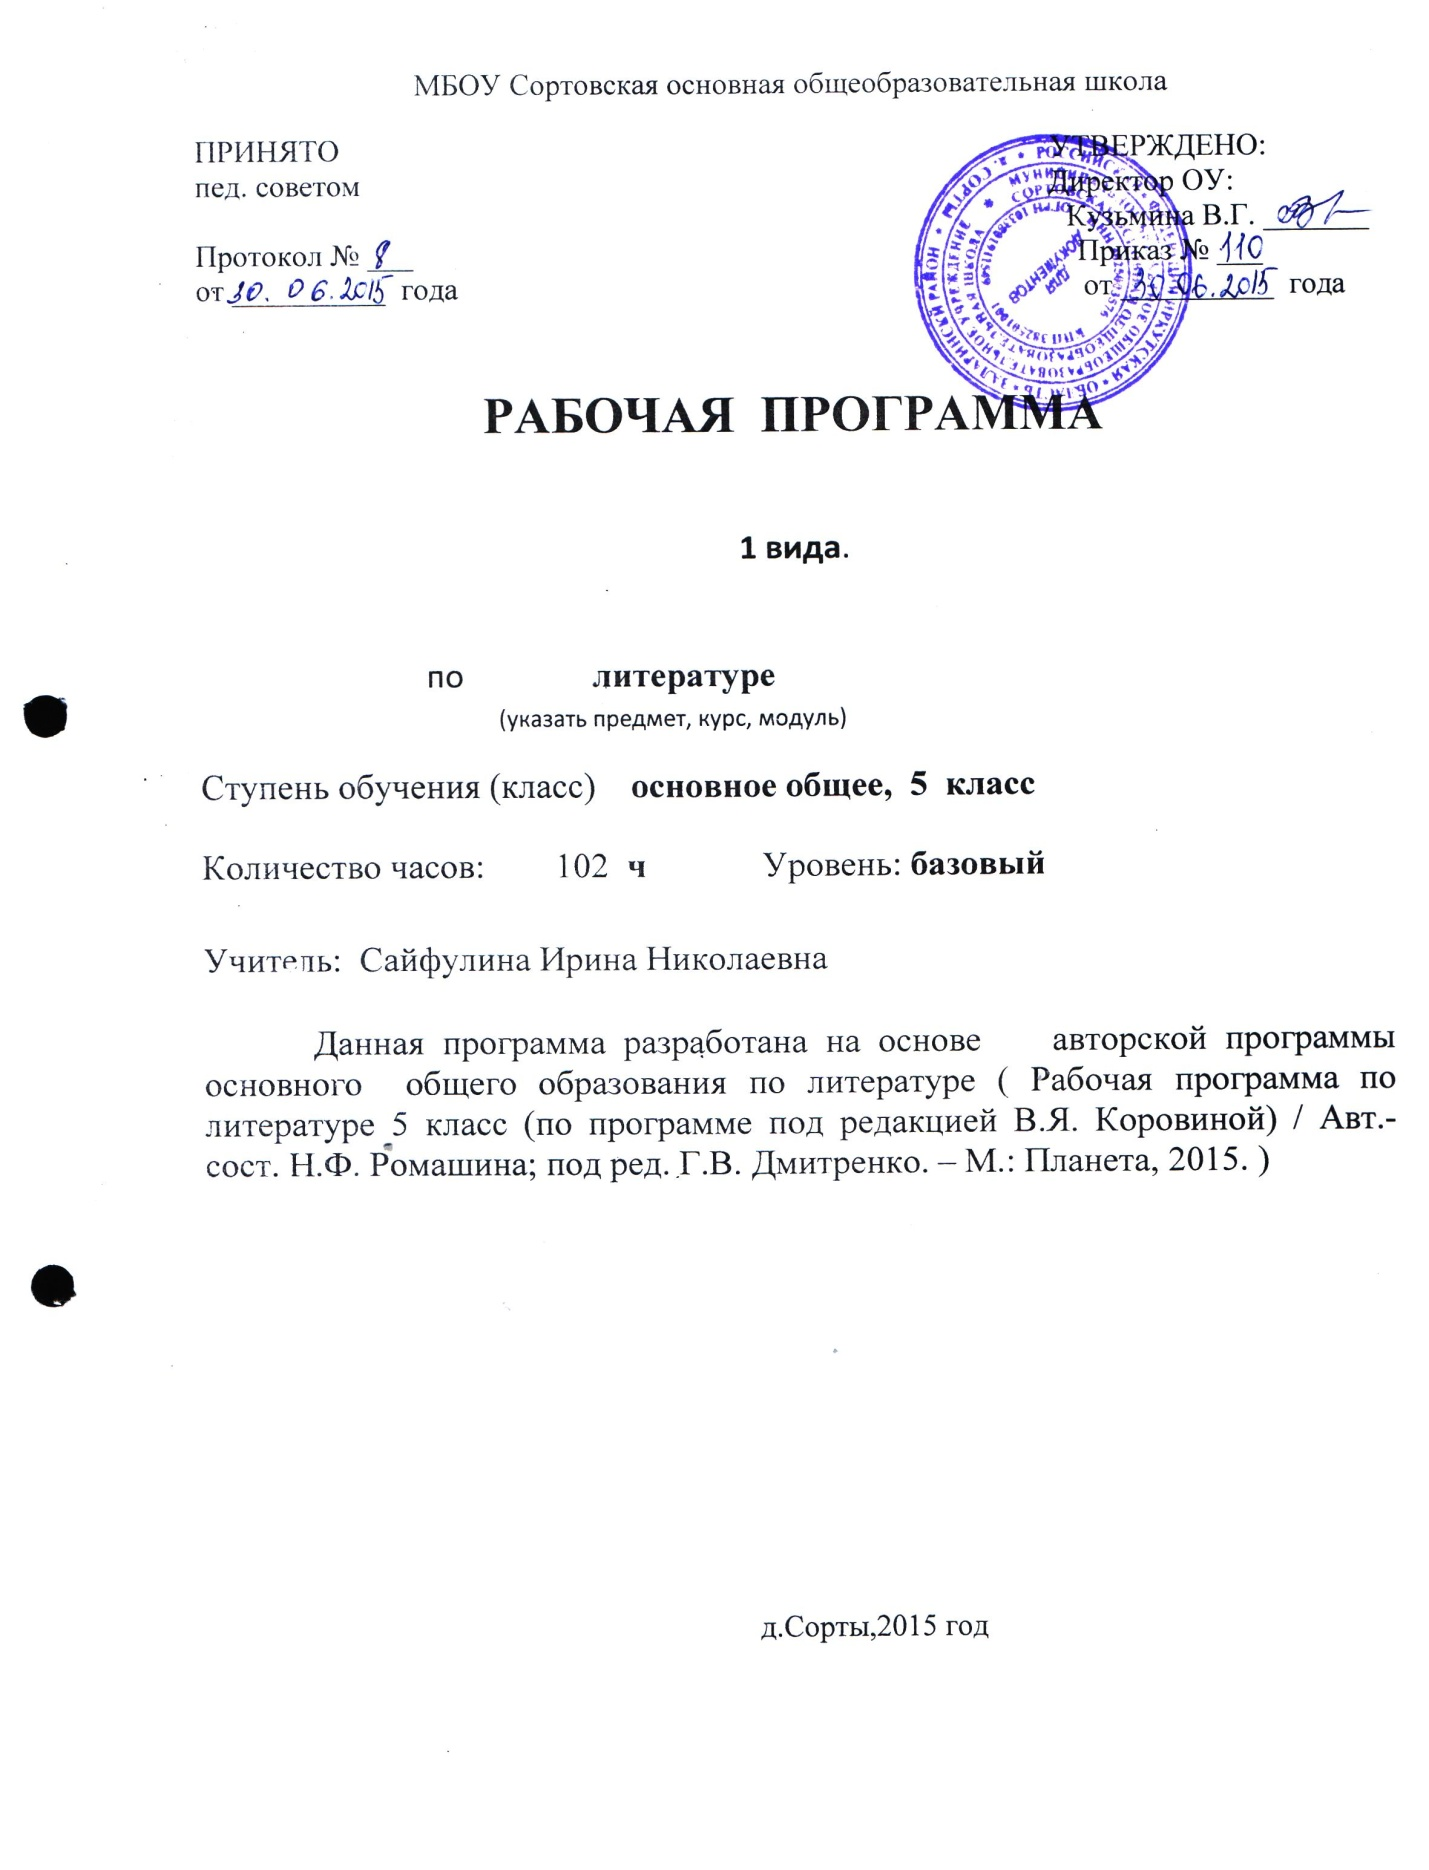 МБОУ Сортовская основная общеобразовательная школа
ПРИНЯТО
пед. советом
Протокол № 8
от 30. 06.2015 года
УТВЕРЖДЕНО:
Директор ОУ:
Кузьмина В.Г.
Приказ № 110
от 30 06.2015 года
ДЛЯ
ДОКУМЕНТОВ
РАБОЧАЯ ПРОГРАММА
1 вида.
по литературе
(указать предмет, курс, модуль)
Ступень обучения (класс) основное общее, 5 класс
Количество часов: 102 ч Уровень: базовый
Учитель: Сайфулина Ирина Николаевна
Данная программа разработана на основе авторской программы
основного общего образования по литературе ( Рабочая программа по
литературе 5 класс (по программе под редакцией В.Я. Коровиной) / Авт.-
сост. Н.Ф. Ромашина; под ред. Г.В. Дмитренко. – М.: Планета, 2015. )
д.Сорты,2015 год